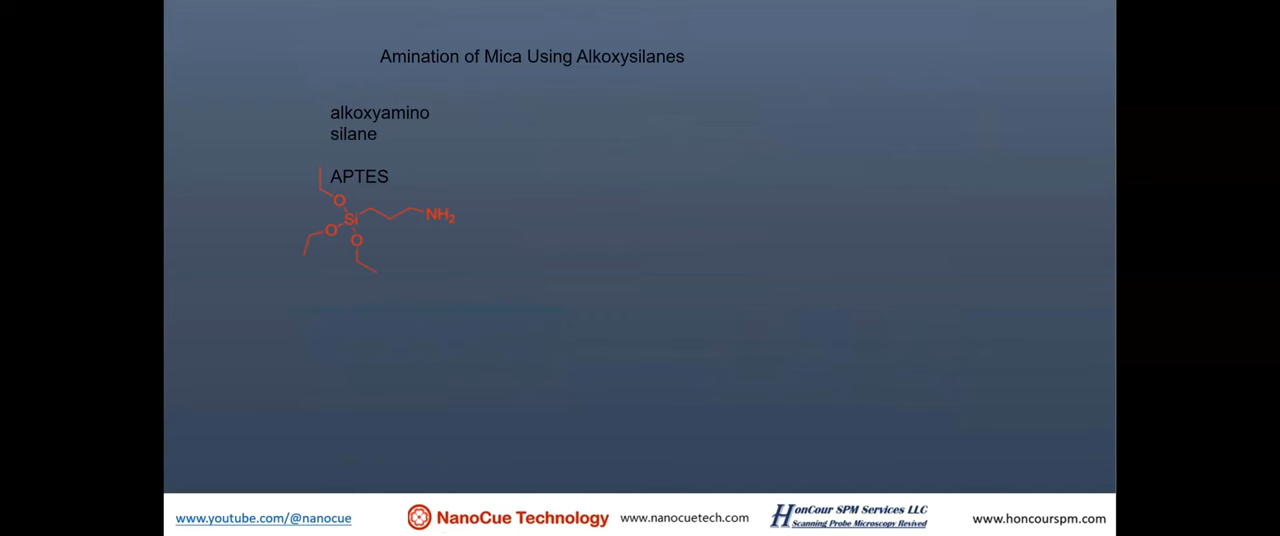 Amination of Mica Using Alkoxysilanes
alkoxyamino
silane
APTES
O
Si
NH2
O
O
www.youtube.com/@nanocue
NanoCue Technology
www.nanocuetech.com
HonCour SPM Services LLC
Scanning Probe Microscopy Revived
www.honcourspm.com